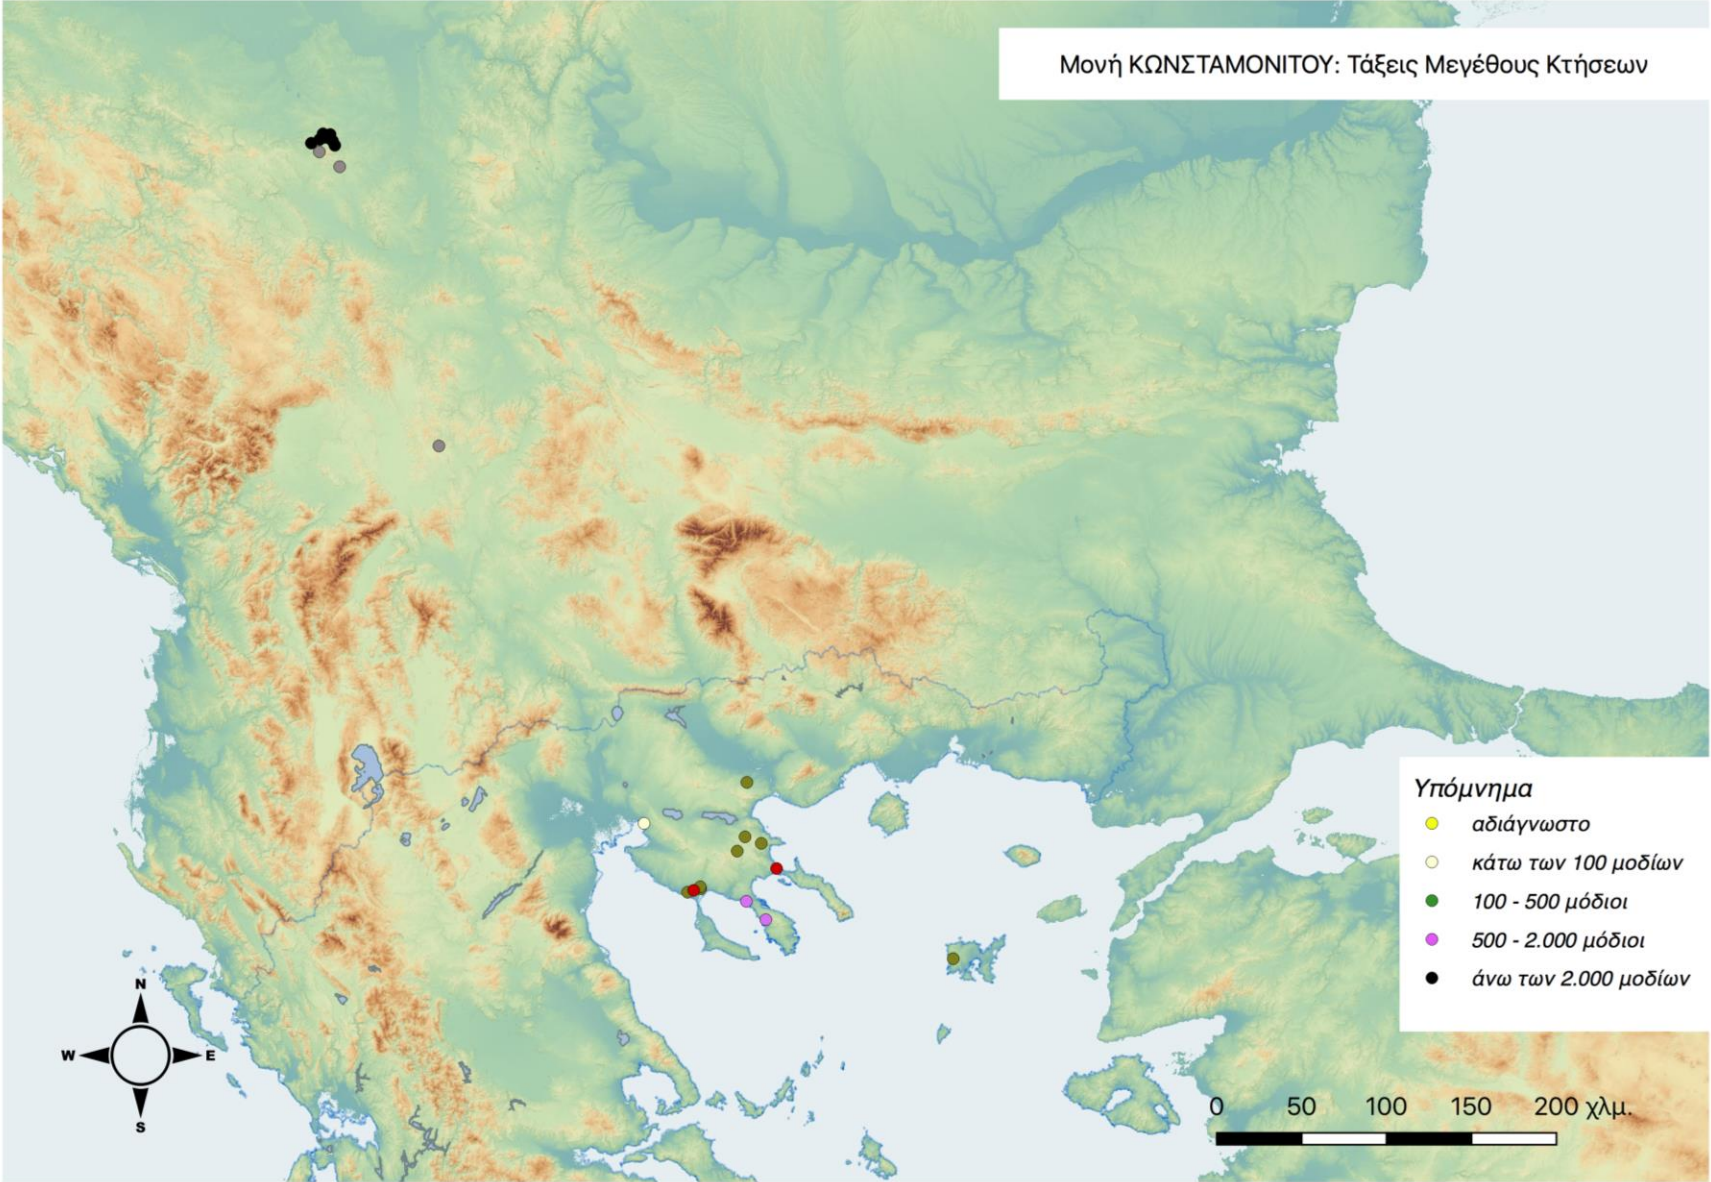 Μονή ΚΩΝΣΤΑΜΟΝΙΤΟΥ: Τάξεις Μεγέθους Κτήσεων
Υπόμνημα
αδιάγνωστο
κάτω των 100 μοδίων
100 - 500 μόδιοι
500 - 2.000 μόδιοι
άνω των 2.000 μοδίων
N
W E
S
0 50 100 150 200 χλμ.